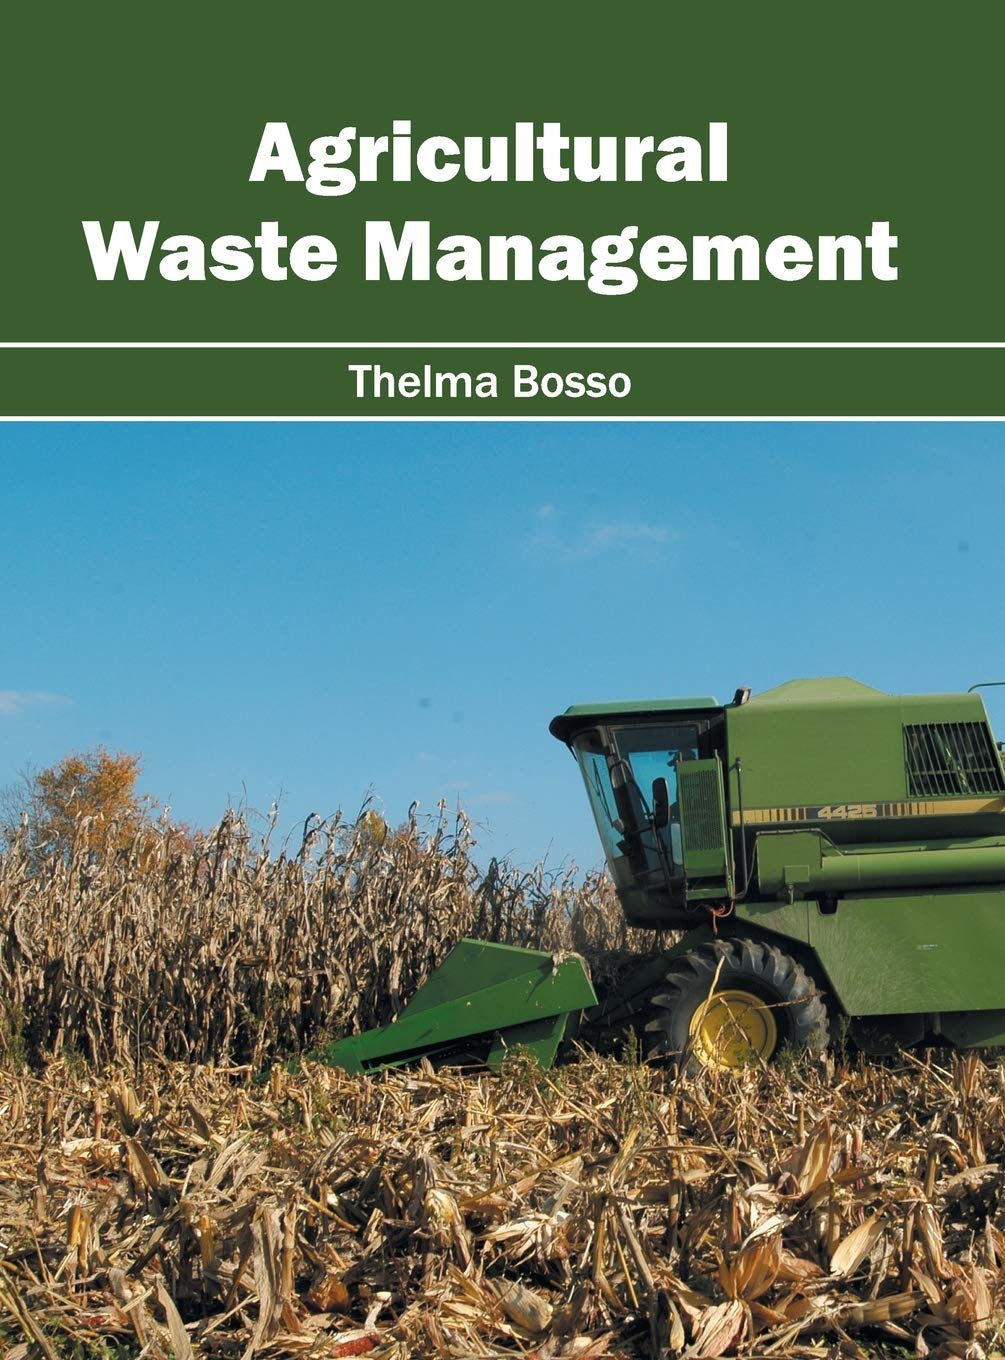 Agricultural
Waste Management
Thelma Bosso
4425